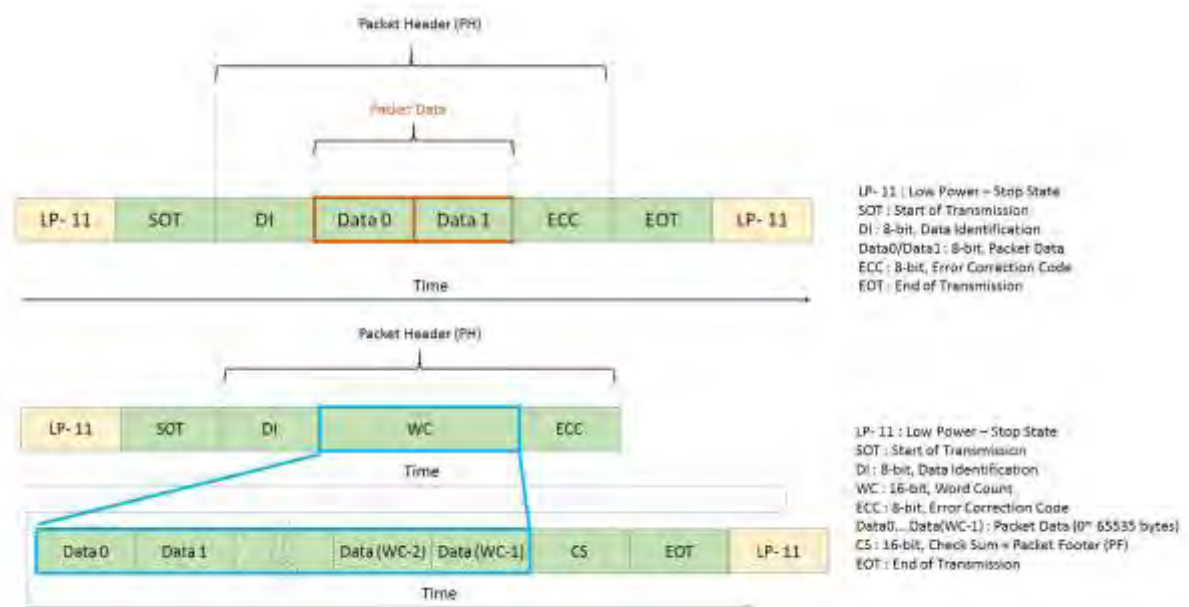 Packet Header (PH)
Packet Data
LP- 11 SOT DI Data 0 Data 1 ECC EOT LP- 11
Time
LP- 11 : Low Power – Stop State
SOT : Start of Transmission
DI : 8-bit, Data Identification
Data0/Data1 : 8-bit, Packet Data
ECC : 8-bit, Error Correction Code
EOT : End of Transmission
Packet Header (PH)
LP- 11 SOT DI WC ECC
Time
Data 0 Data 1 Data (WC-2) Data (WC-1) CS EOT LP- 11
Time
LP- 11 : Low Power – Stop State
SOT : Start of Transmission
DI : 8-bit, Data Identification
WC : 16-bit, Word Count
ECC : 8-bit, Error Correction Code
Data0... Data(WC-1) : Packet Data (0~ 65535 bytes)
CS : 16-bit, Check Sum = Packet Footer (PF)
EOT : End of Transmission